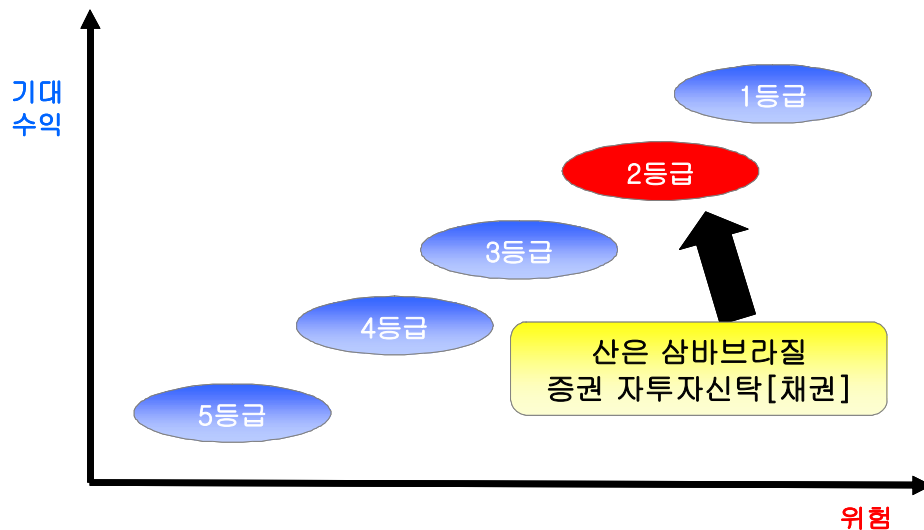 기대
수익
1등급
2등급
3등급
4등급
5등급
산은 삼바브라질
증권 자투자신탁[채권]
위험